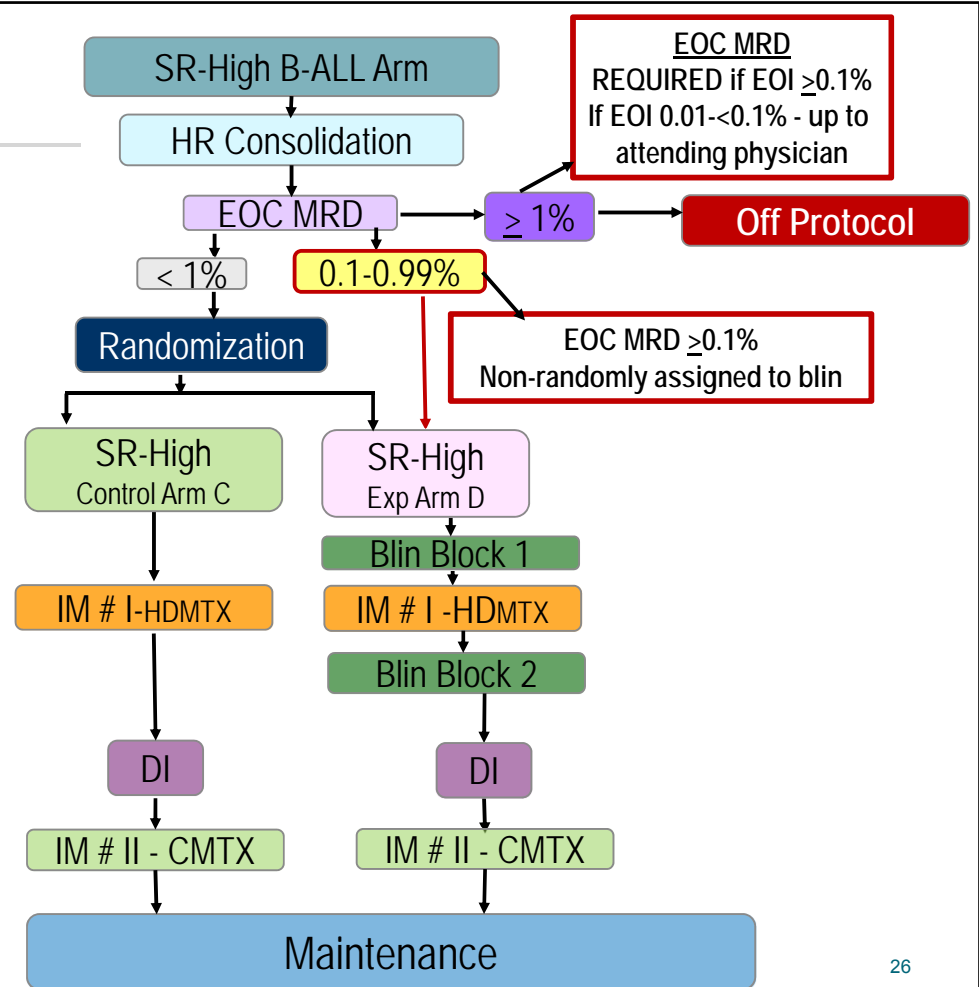 SR-High B-ALL Arm
EOC MRD
REQUIRED if EOI ≥0.1%
If EOI 0.01-<0.1% - up to
attending physician
HR Consolidation
EOC MRD
≥ 1%
Off Protocol
< 1%
0.1-0.99%
Randomization
EOC MRD ≥0.1%
Non-randomly assigned to blin
SR-High
Control Arm C
SR-High
Exp Arm D
Blin Block 1
IM # I-HDMTX
IM # I -HDMTX
Blin Block 2
DI
DI
IM # II - CMTX
IM # II - CMTX
Maintenance
26